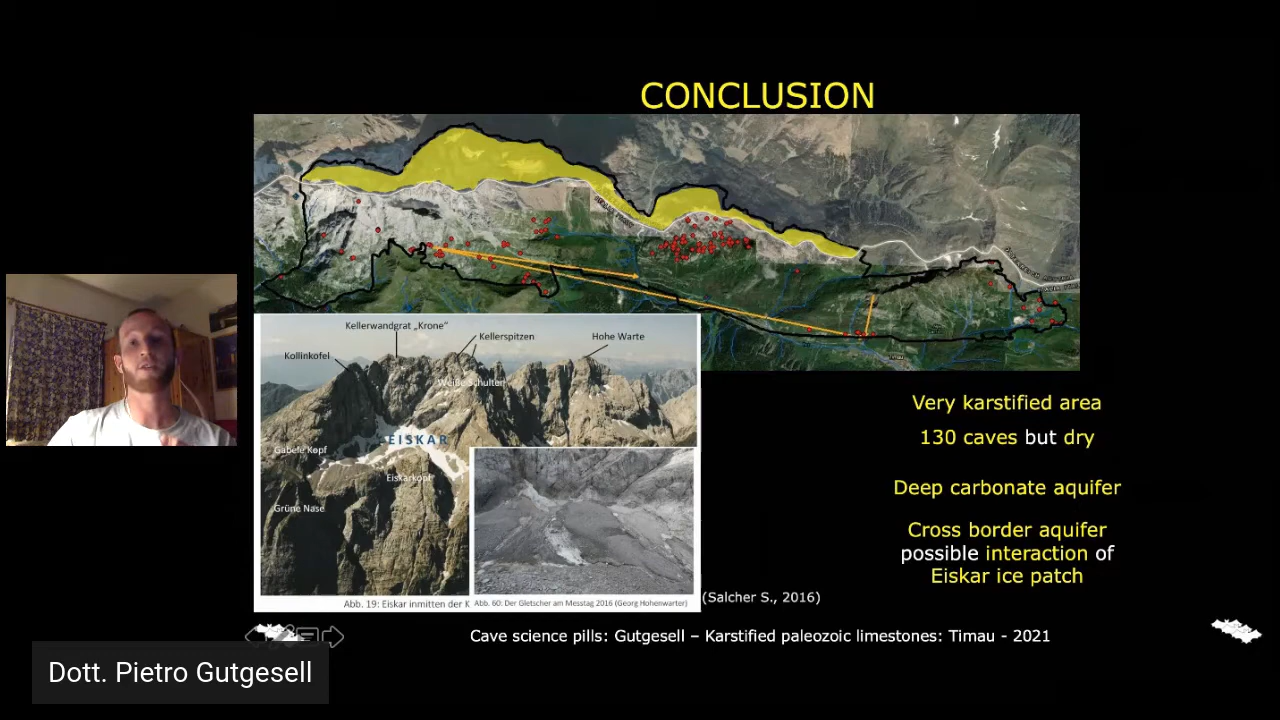 CONCLUSION
Kellerwandgrat „Krone“
Kellerspitzen
Hohe Warte
Kollinkofel
Weiße Schulter
EISKAR
Gabele Kopf
Eiskarkopf
Grüne Nase
Abb. 19: Eiskar inmitten der K
Abb. 60: Der Gletscher am Messtag 2016 (Georg Hohenwarter)
(Salcher S., 2016)
Very karstified area
130 caves but dry
Deep carbonate aquifer
Cross border aquifer
possible interaction of
Eiskar ice patch
Cave science pills: Gutgesell – Karstified paleozoic limestones: Timau - 2021
Dott. Pietro Gutgesell